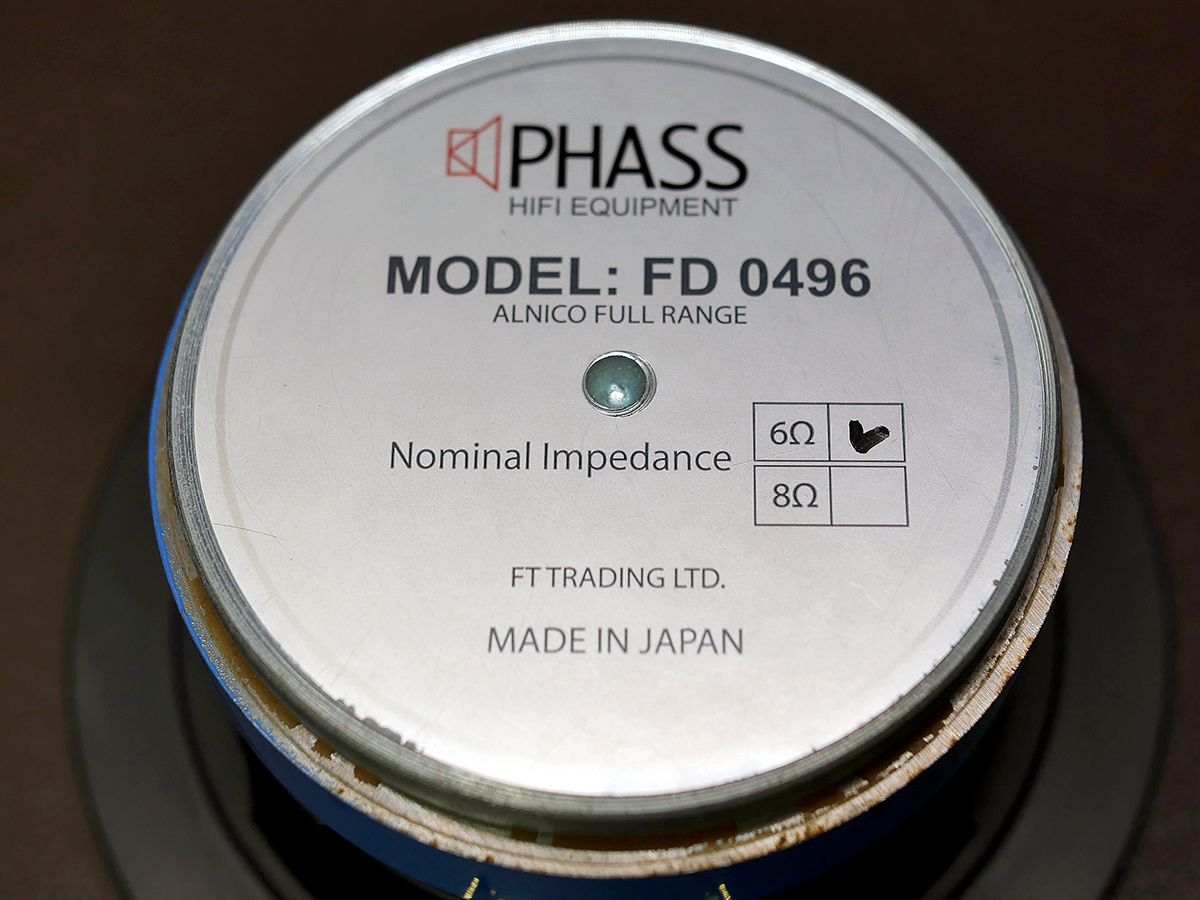 PHASS
HIFI EQUIPMENT
MODEL: FD 0496
ALNICO FULL RANGE
Nominal Impedance
6Ω
8Ω
FT TRADING LTD.
MADE IN JAPAN